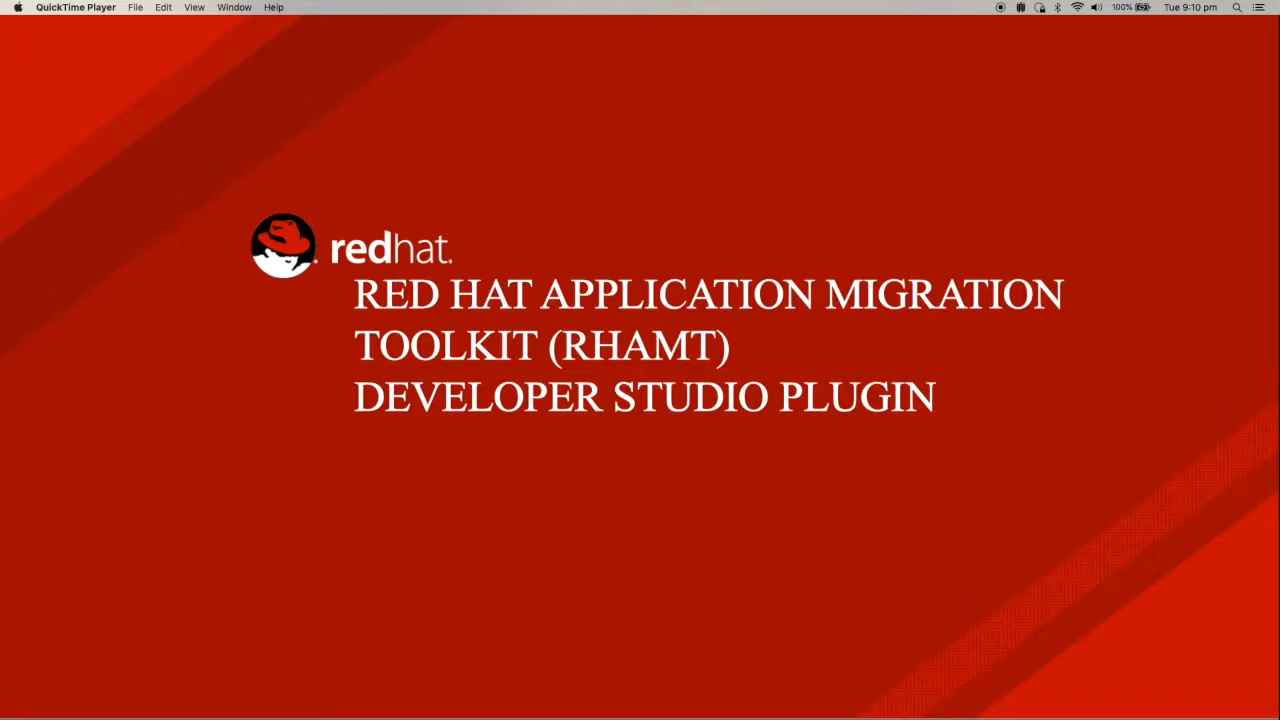 QuickTime Player File Edit View Window Help 100% Tue 9:10 pm
redhat.
RED HAT APPLICATION MIGRATION
TOOLKIT (RHAMT)
DEVELOPER STUDIO PLUGIN